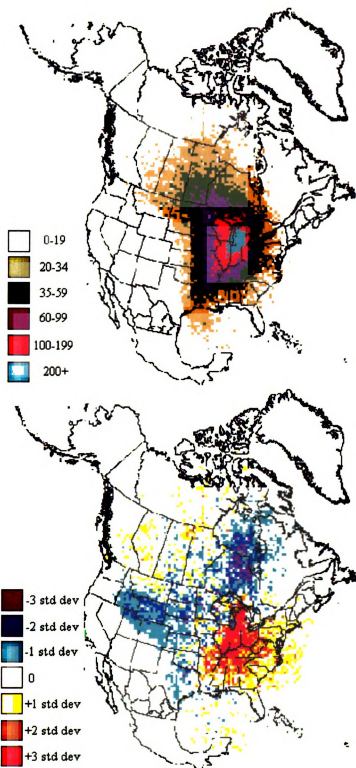 0-19
20-34
35-59
60-99
100-199
200+
-3 std dev
-2 std dev
-1 std dev
0
+1 std dev
+2 std dev
+3 std dev